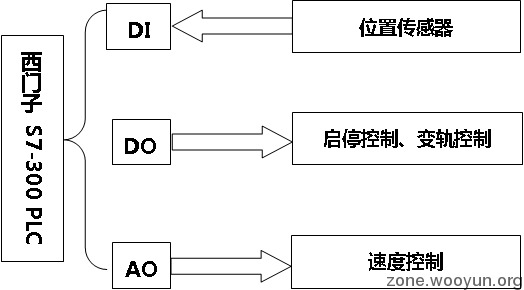 西门子 S7-300 PLC
DI
位置传感器
DO
启停控制、变轨控制
AO
速度控制
zone.wooyun.org